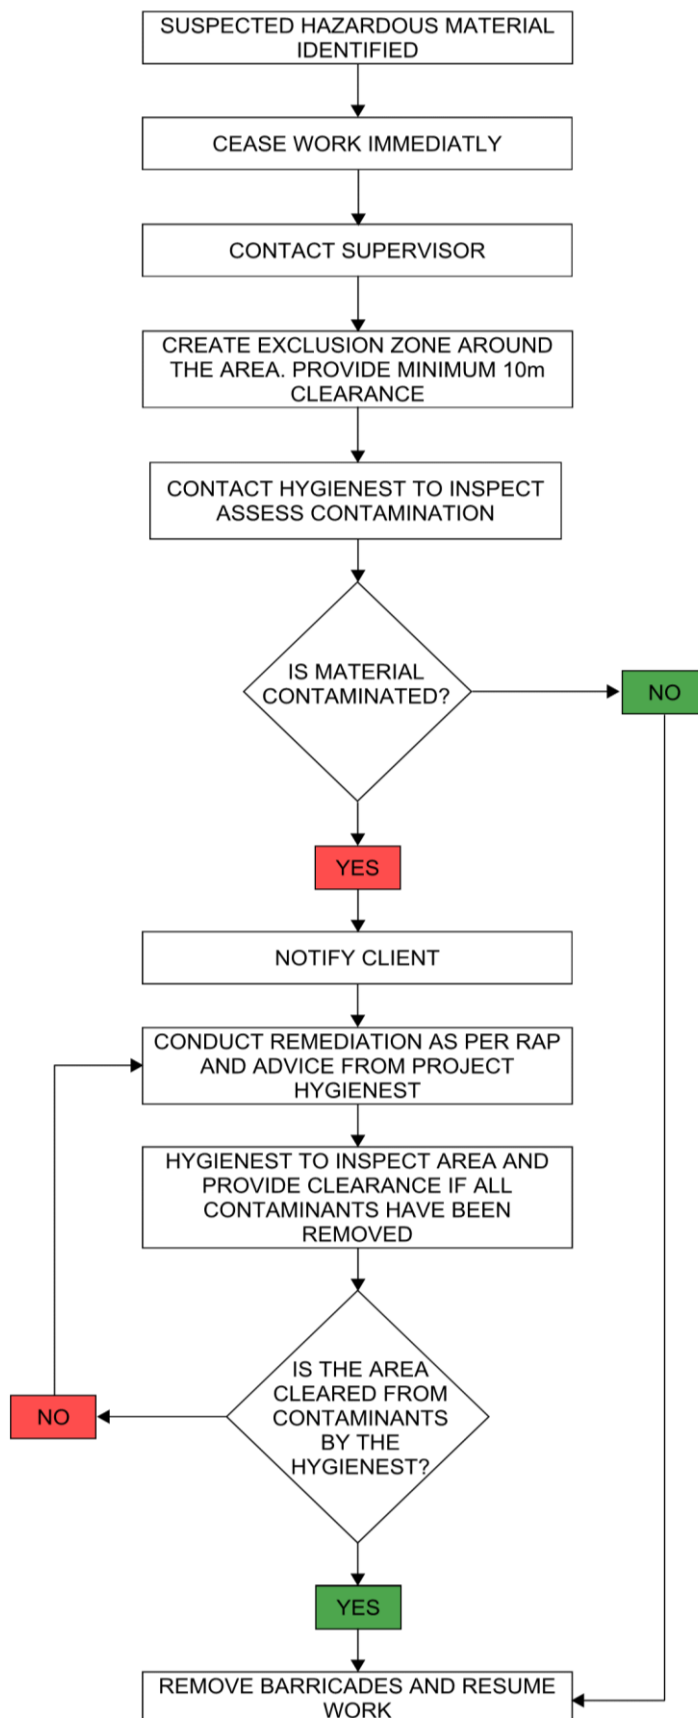 SUSPECTED HAZARDOUS MATERIAL
IDENTIFIED
CEASE WORK IMMEDIATLY
CONTACT SUPERVISOR
CREATE EXCLUSION ZONE AROUND
THE AREA. PROVIDE MINIMUM 10m
CLEARANCE
CONTACT HYGIENEST TO INSPECT
ASSESS CONTAMINATION
IS MATERIAL
CONTAMINATED?
NO
YES
NOTIFY CLIENT
CONDUCT REMEDIATION AS PER RAP
AND ADVICE FROM PROJECT
HYGIENEST
HYGIENEST TO INSPECT AREA AND
PROVIDE CLEARANCE IF ALL
CONTAMINANTS HAVE BEEN
REMOVED
IS THE AREA
CLEARED FROM
CONTAMINANTS
BY THE
HYGIENEST?
NO
YES
REMOVE BARRICADES AND RESUME
WORK